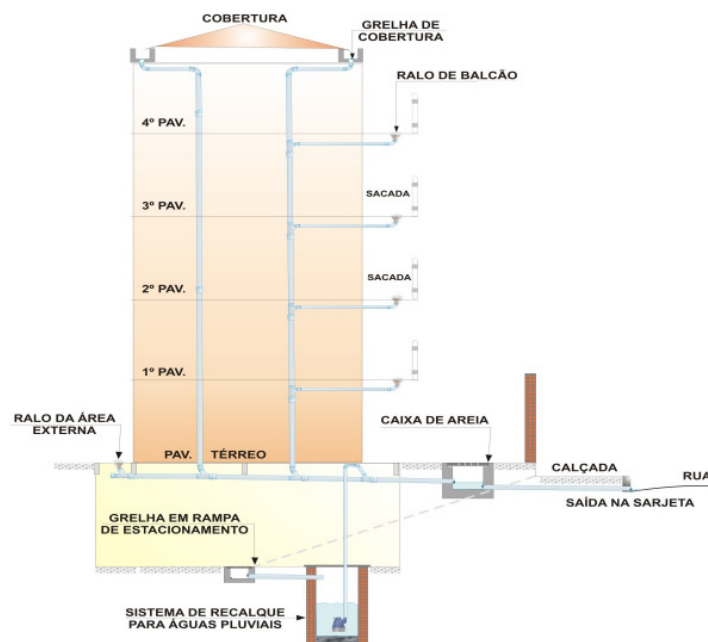 COBERTURA
GRELHA DE
COBERTURA
RALO DE BALCÃO
4º PAV.
SACADA
3º PAV.
SACADA
2º PAV.
1º PAV.
RALO DA ÁREA
EXTERNA
CAIXA DE AREIA
PAV. TÉRREO
CALÇADA
RUA
SAÍDA NA SARJETA
GRELHA EM RAMPA
DE ESTACIONAMENTO
SISTEMA DE RECALQUE
PARA ÁGUAS PLUVIAIS